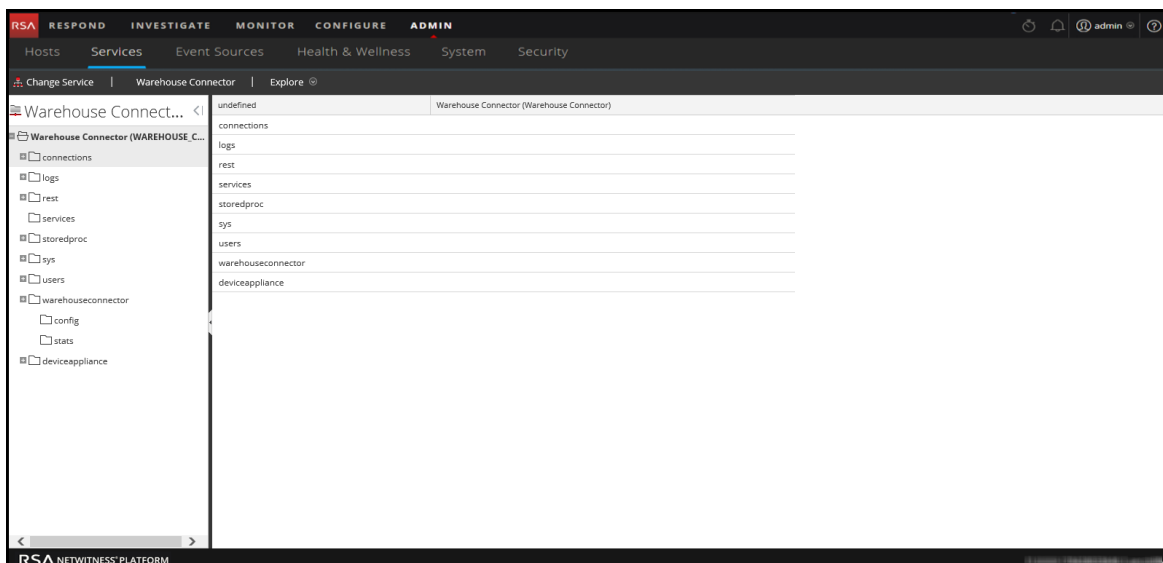 RSA RESPOND INVESTIGATE MONITOR CONFIGURE ADMIN admin ?
Hosts Services Event Sources Health & Wellness System Security
Change Service | Warehouse Connector | Explore
Warehouse Connect...
Warehouse Connector (WAREHOUSE_C...
connections
logs
rest
services
storedproc
sys
users
warehouseconnector
config
stats
deviceappliance
undefined Warehouse Connector (Warehouse Connector)
connections
logs
rest
services
storedproc
sys
users
warehouseconnector
deviceappliance
RSA NETWITNESS® PLATFORM